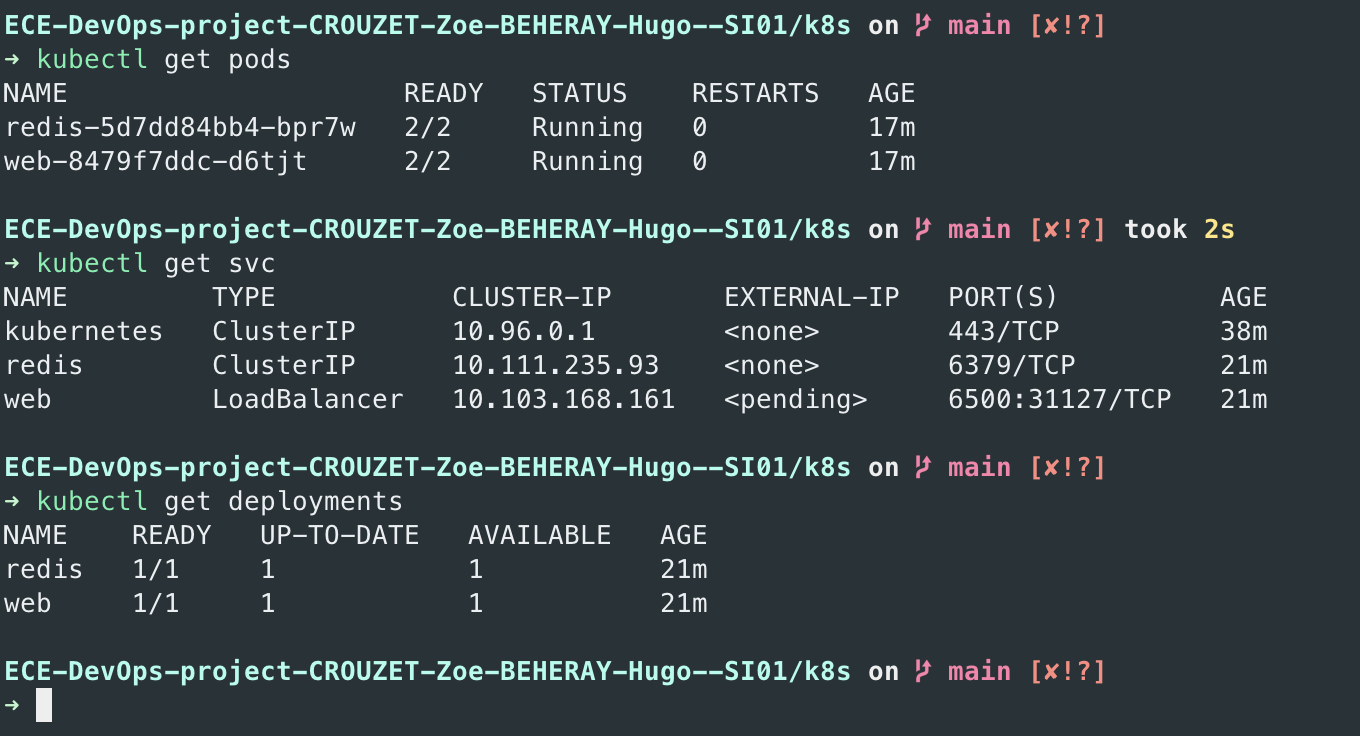 ECE-DevOps-project-CROUZET-Zoe-BEHERAY-Hugo--SI01/k8s on main [✘!?]
→ kubectl get pods
NAME READY STATUS RESTARTS AGE
redis-5d7dd84bb4-bpr7w 2/2 Running 0 17m
web-8479f7ddc-d6tjt 2/2 Running 0 17m
ECE-DevOps-project-CROUZET-Zoe-BEHERAY-Hugo--SI01/k8s on main [✘!?] took 2s
→ kubectl get svc
NAME TYPE CLUSTER-IP EXTERNAL-IP PORT(S) AGE
kubernetes ClusterIP 10.96.0.1 <none> 443/TCP 38m
redis ClusterIP 10.111.235.93 <none> 6379/TCP 21m
web LoadBalancer 10.103.168.161 <pending> 6500:31127/TCP 21m
ECE-DevOps-project-CROUZET-Zoe-BEHERAY-Hugo--SI01/k8s on main [✘!?]
→ kubectl get deployments
NAME READY UP-TO-DATE AVAILABLE AGE
redis 1/1 1 1 21m
web 1/1 1 1 21m
ECE-DevOps-project-CROUZET-Zoe-BEHERAY-Hugo--SI01/k8s on main [✘!?]
→